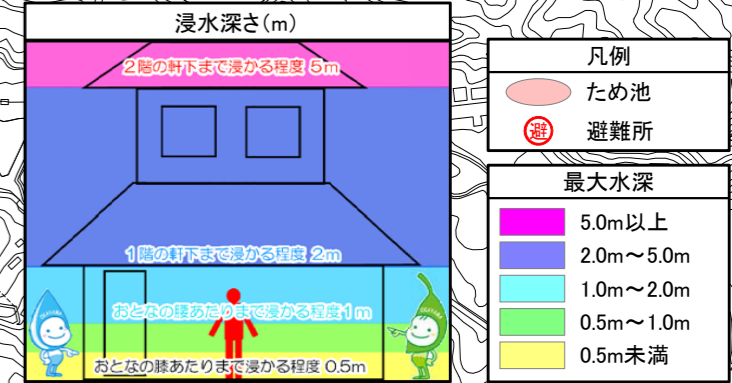 浸水深さ(m)
2階の軒下まで浸かる程度 5m
1階の軒下まで浸かる程度 2m
おとなの腰あたりまで浸かる程度1m
おとなの膝あたりまで浸かる程度 0.5m
凡例
ため池
避 避難所
最大水深
5.0m以上
2.0m～5.0m
1.0m～2.0m
0.5m～1.0m
0.5m未満